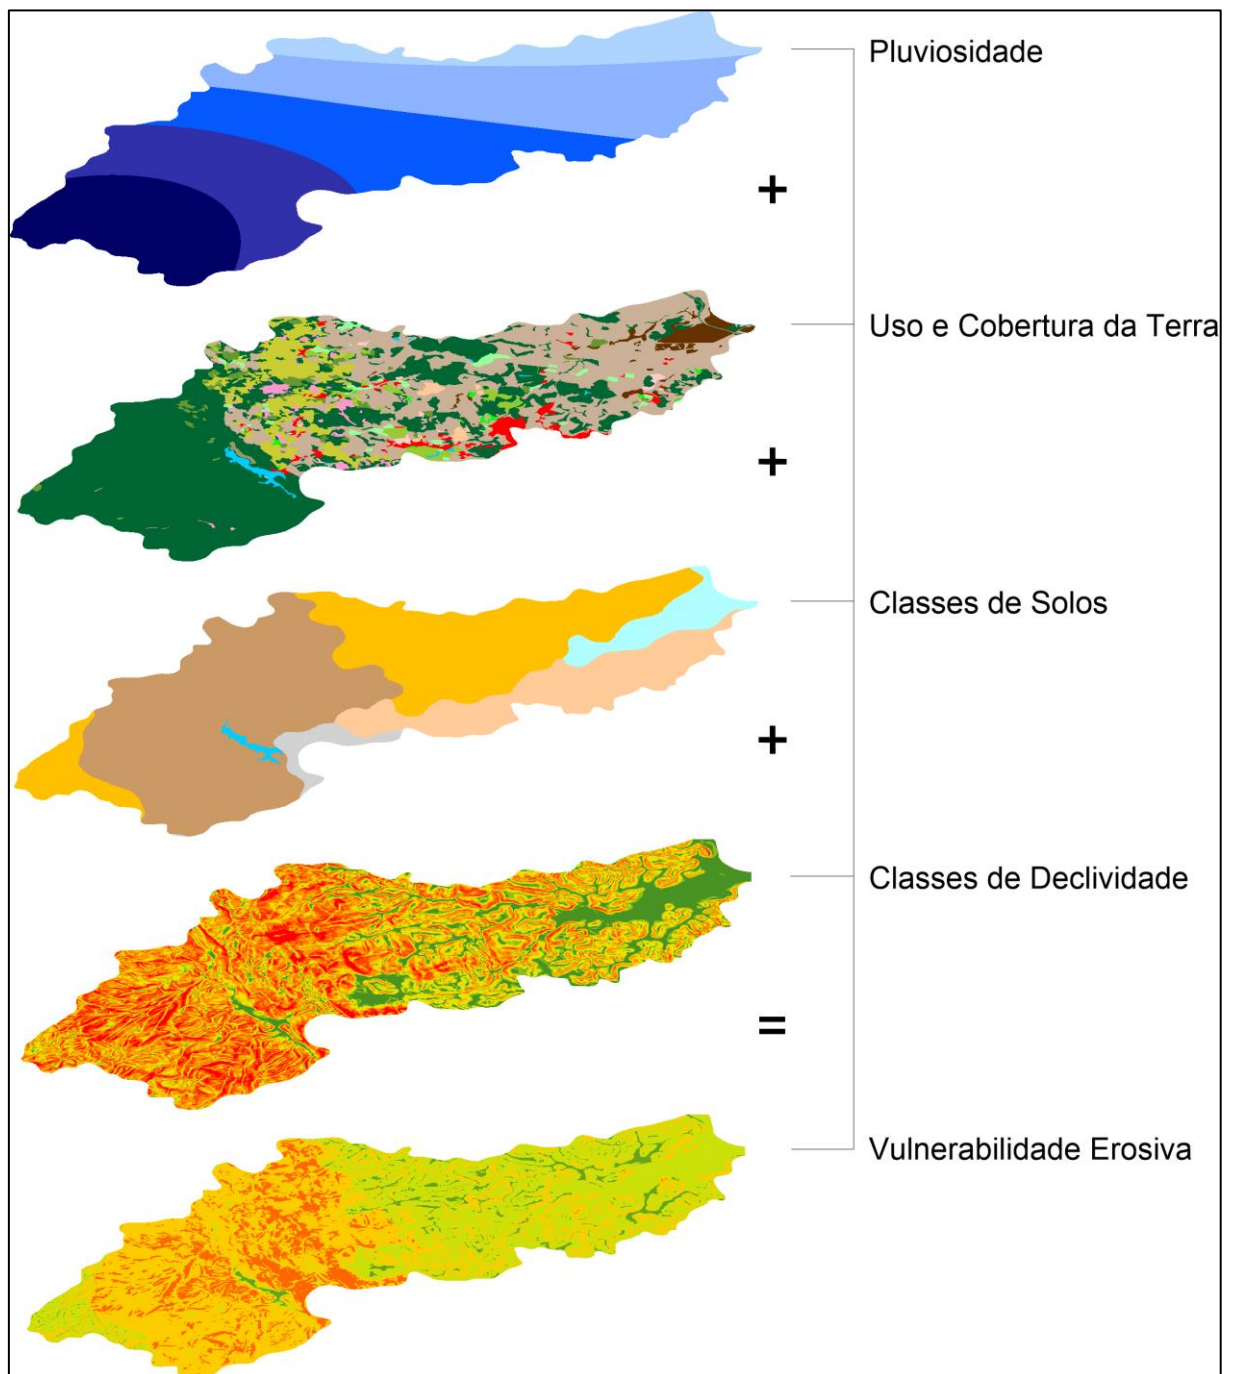 Pluviosidade
+
Uso e Cobertura da Terra
+
Classes de Solos
+
Classes de Declividade
=
Vulnerabilidade Erosiva